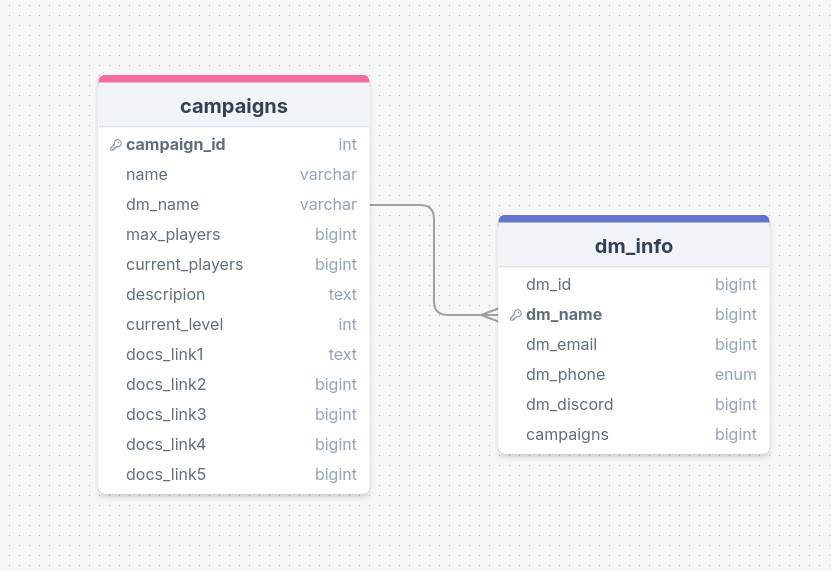 campaigns
campaign_id int
name varchar
dm_name varchar
max_players bigint
current_players bigint
descripion text
current_level int
docs_link1 text
docs_link2 bigint
docs_link3 bigint
docs_link4 bigint
docs_link5 bigint
dm_info
dm_id bigint
dm_name bigint
dm_email bigint
dm_phone enum
dm_discord bigint
campaigns bigint